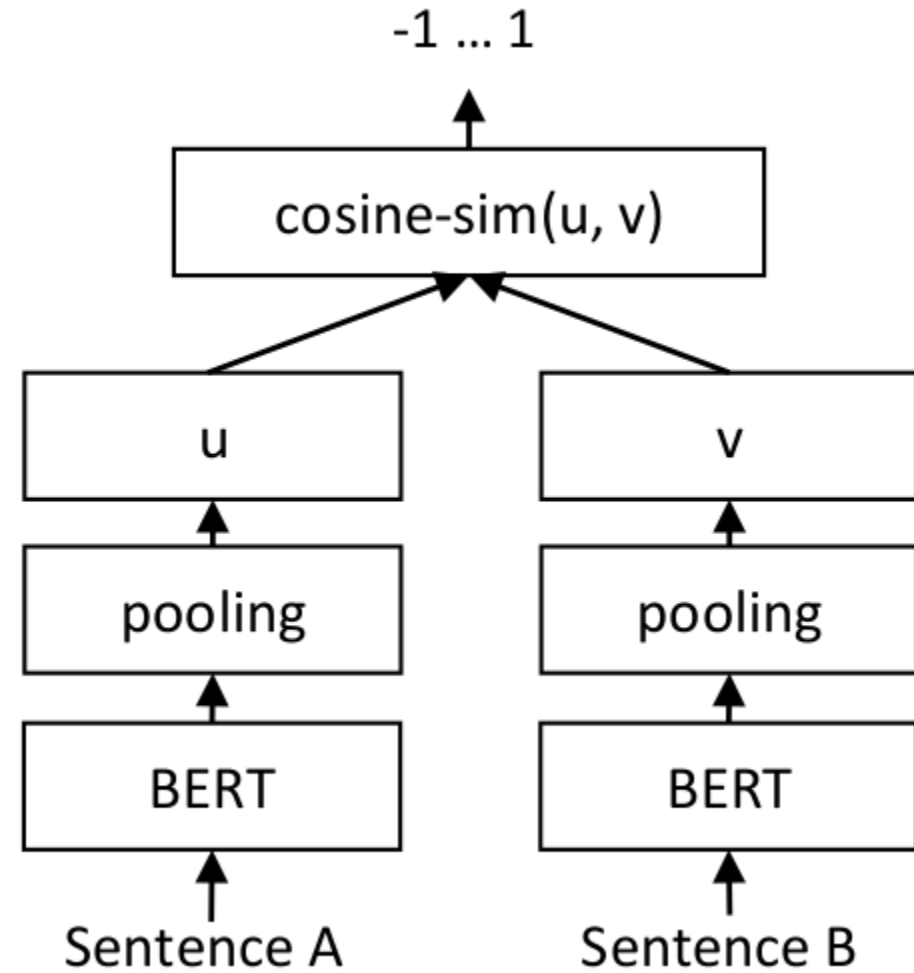 -1 ... 1
cosine-sim(u, v)
u
v
pooling
pooling
BERT
BERT
Sentence A
Sentence B